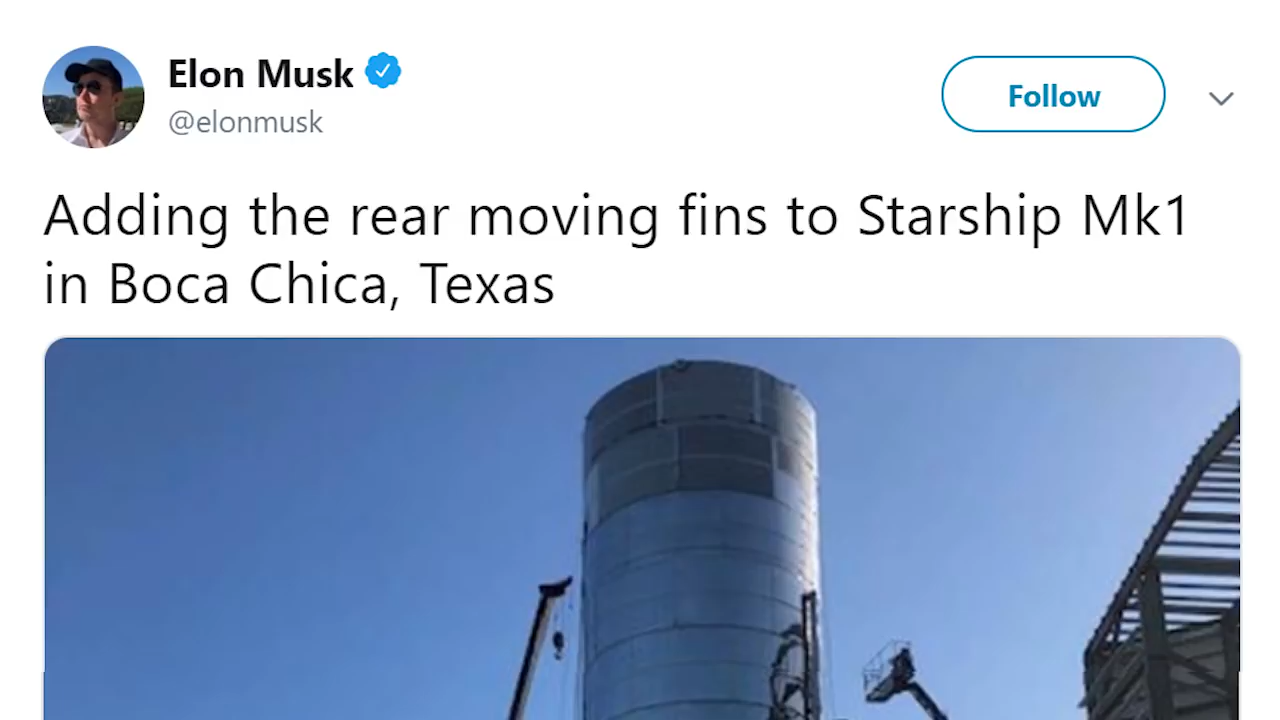 Elon Musk
@elonmusk
Follow
Adding the rear moving fins to Starship Mk1
in Boca Chica, Texas